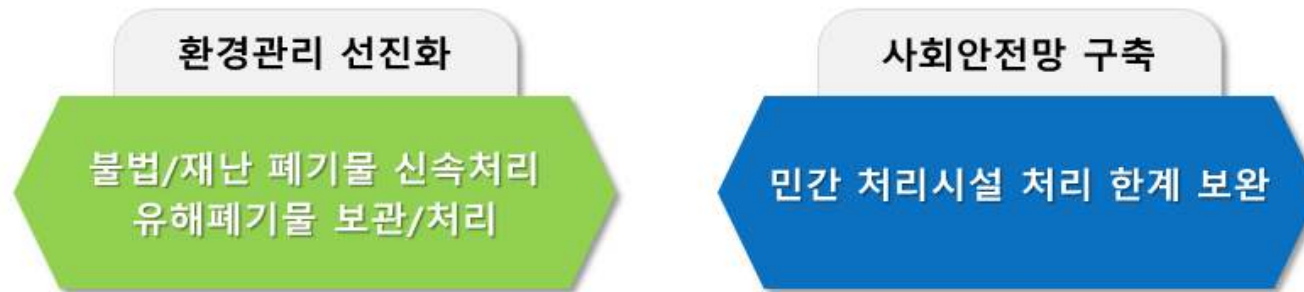 환경관리 선진화
불법/재난 폐기물 신속처리
유해폐기물 보관/처리
사회안전망 구축
민간 처리시설 처리 한계 보완